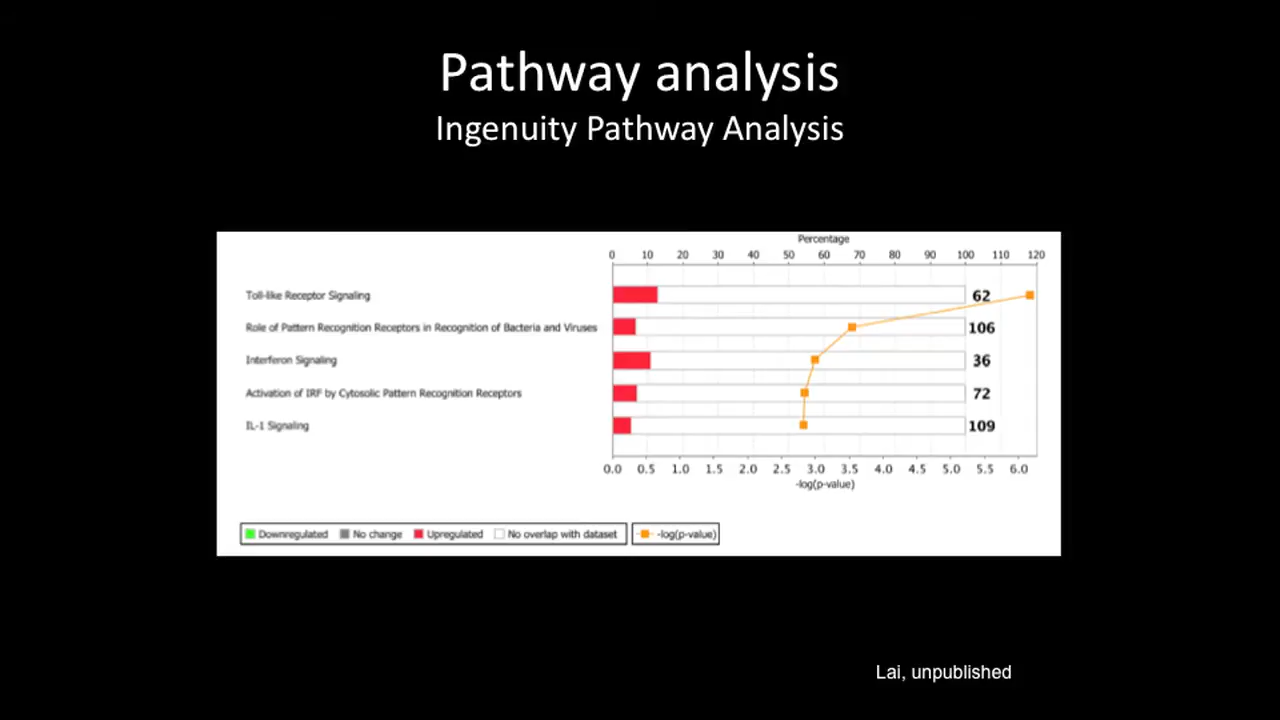 Pathway analysis
Ingenuity Pathway Analysis
Percentage
0 10 20 30 40 50 60 70 80 90 100 110 120
Toll-like Receptor Signaling 62
Role of Pattern Recognition Receptors in Recognition of Bacteria and Viruses 106
Interferon Signaling 36
Activation of IRF by Cytosolic Pattern Recognition Receptors 72
IL-1 Signaling 109
0.0 0.5 1.0 1.5 2.0 2.5 3.0 3.5 4.0 4.5 5.0 5.5 6.0
-log(p-value)
Downregulated No change Upregulated No overlap with dataset -log(p-value)
Lai, unpublished